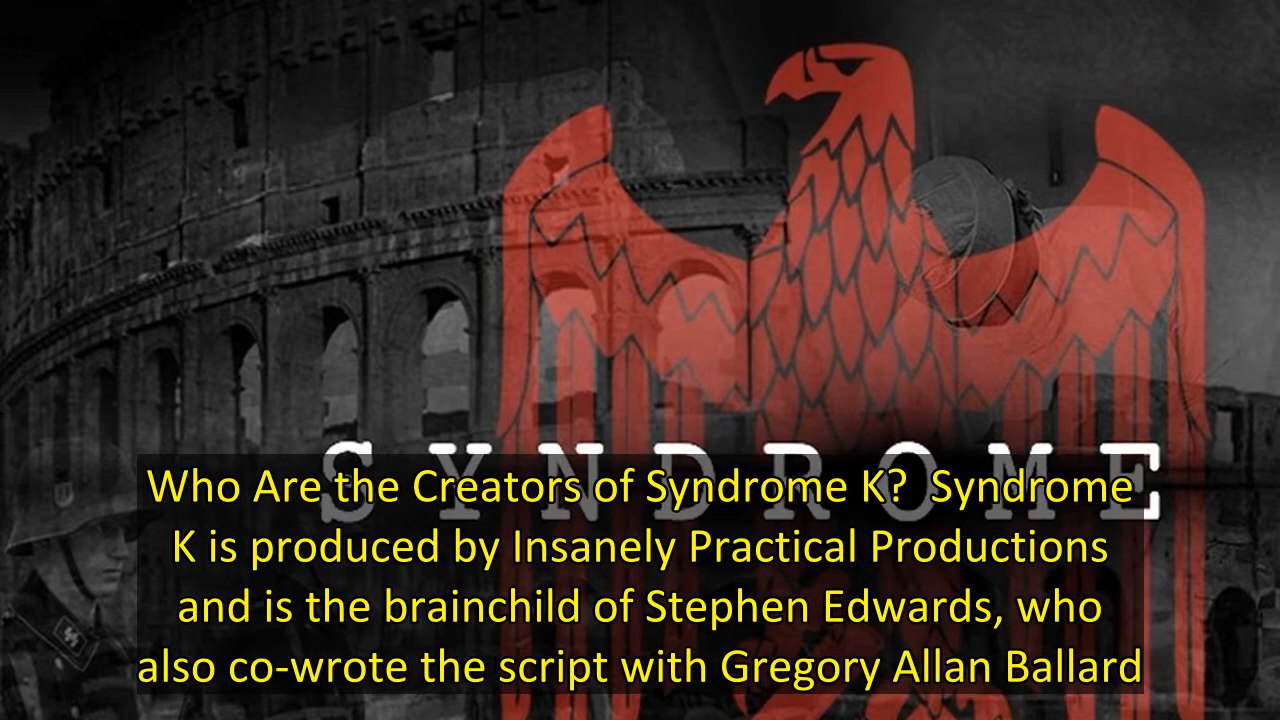 SYNDROME
Who Are the Creators of Syndrome K?  Syndrome
K is produced by Insanely Practical Productions
and is the brainchild of Stephen Edwards, who
also co-wrote the script with Gregory Allan Ballard